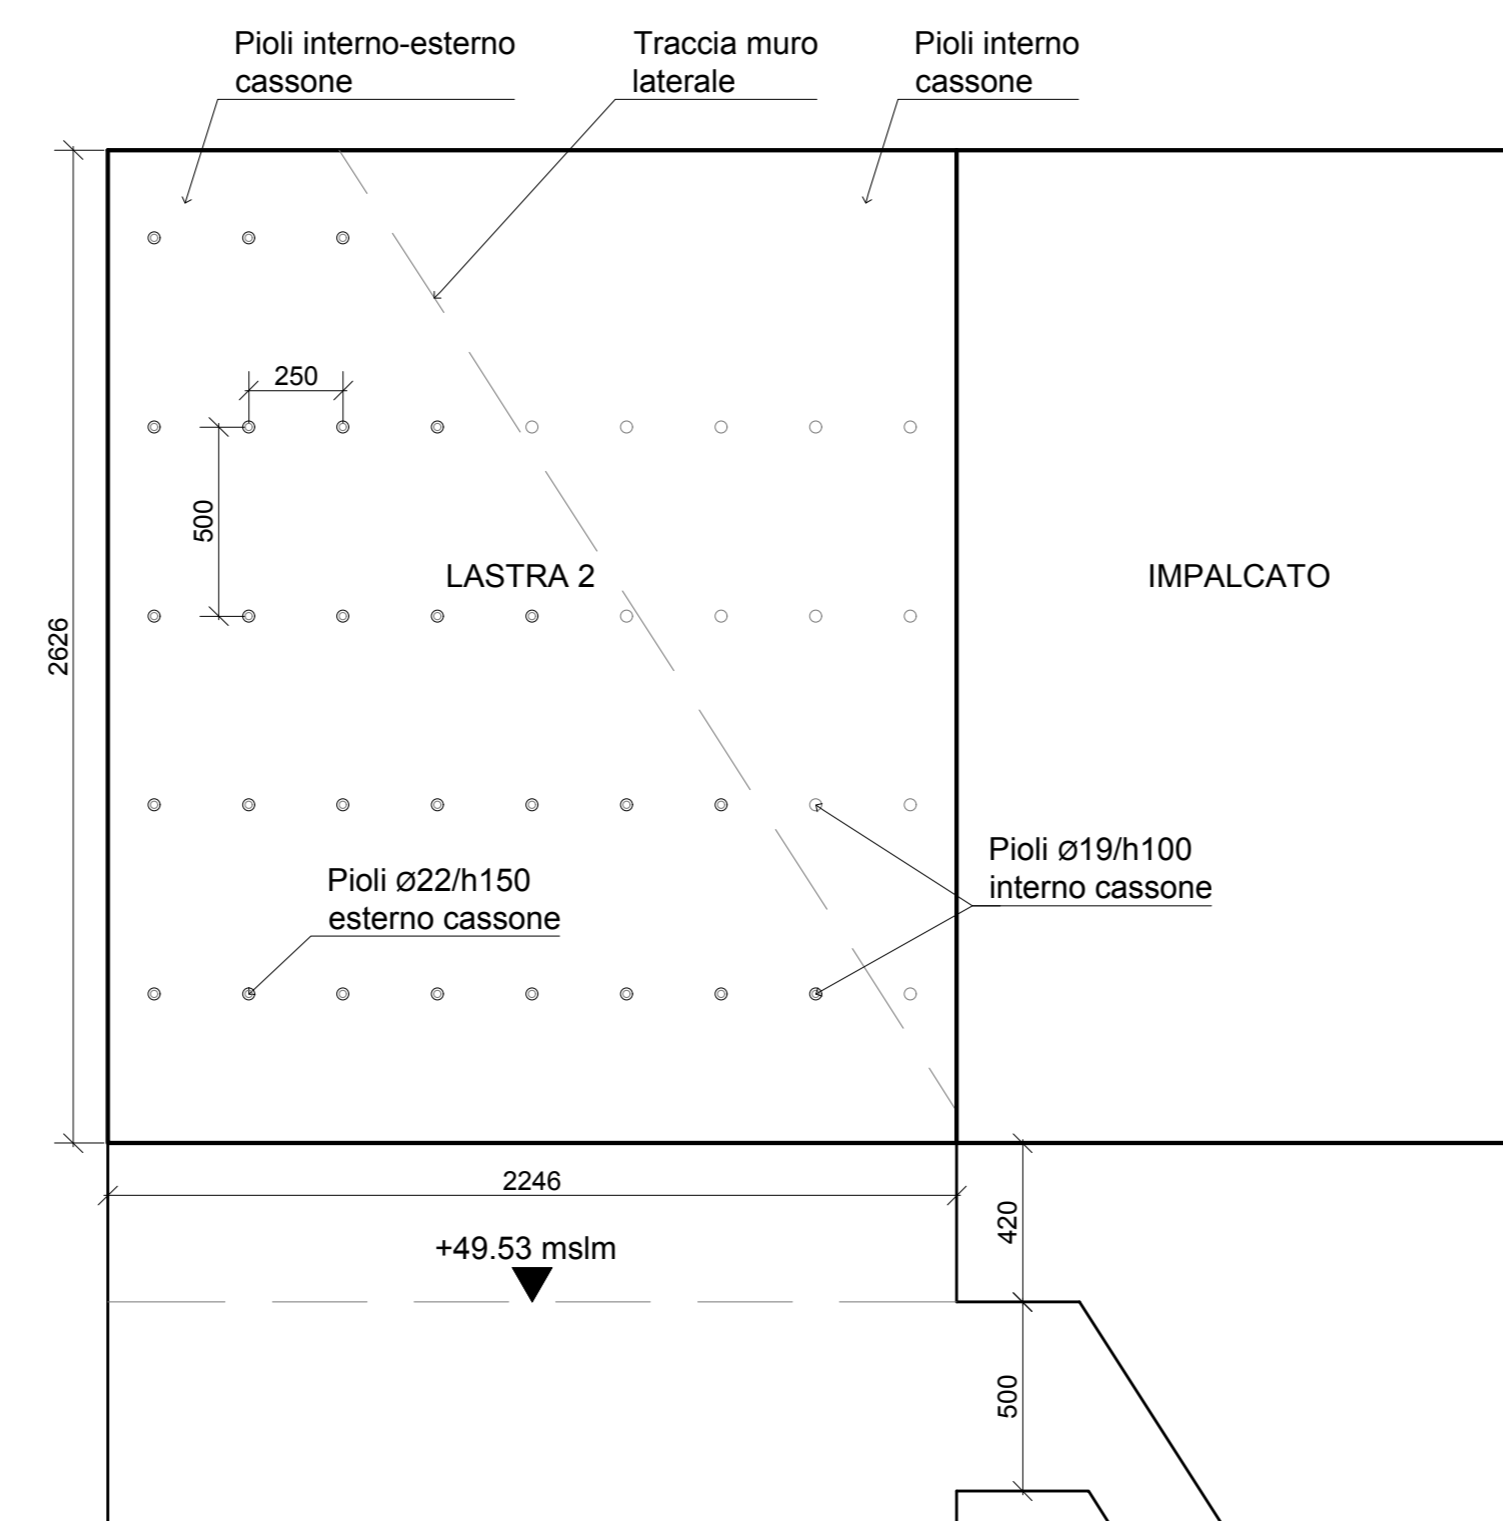 Pioli interno-esterno
cassone
Traccia muro
laterale
Pioli interno
cassone
250
500
LASTRA 2
IMPALCATO
2626
Pioli Ø22/h150
esterno cassone
Pioli Ø19/h100
interno cassone
2246
+49.53 mslm
420
500